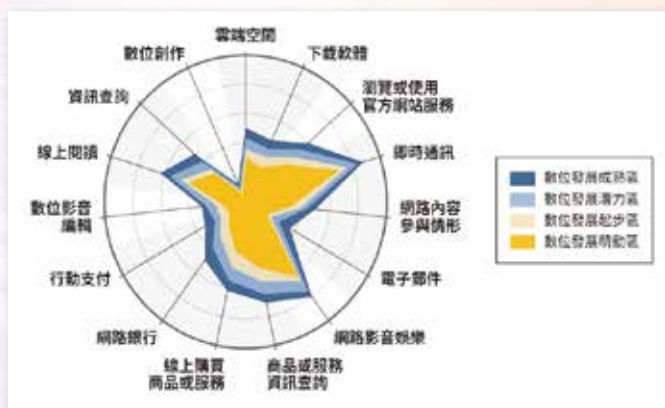 雲端空間
下載軟體
瀏覽或使用
官方網站服務
即時通訊
網路內容
參與情形
電子郵件
網路影音娛樂
商品或服務
資訊查詢
線上購買
商品或服務
網路銀行
行動支付
數位影音
編輯
線上閱讀
資訊查詢
數位創作
數位發展成熟區
數位發展潛力區
數位發展起步區
數位發展萌動區